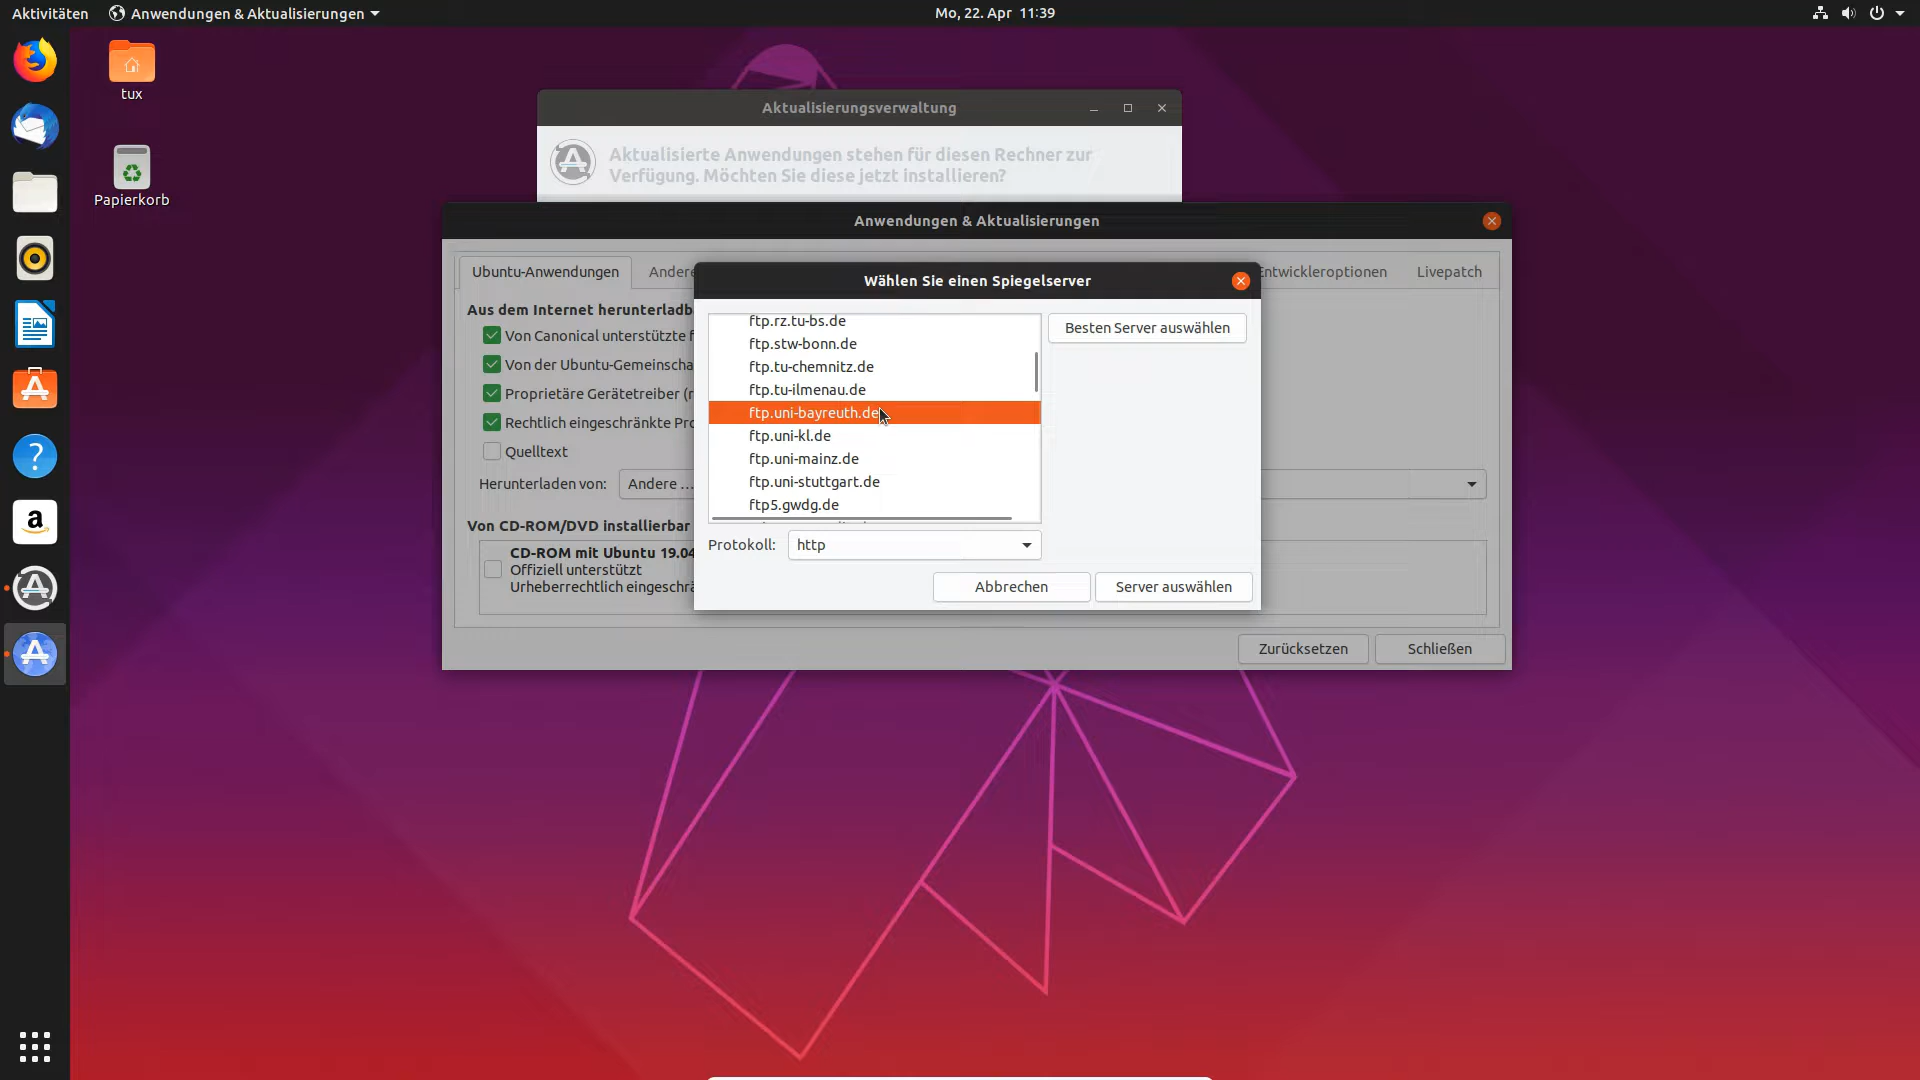 Aktivitäten
Anwendungen & Aktualisierungen
Mo, 22. Apr 11:39
tux
Papierkorb
Aktualisierungsverwaltung
Aktualisierte Anwendungen stehen für diesen Rechner zur
Verfügung. Möchten Sie diese jetzt installieren?
Anwendungen & Aktualisierungen
Ubuntu-Anwendungen
Andere
Entwickleroptionen
Livepatch
Aus dem Internet herunterladb
Von Canonical unterstützte f
Von der Ubuntu-Gemeinscha
Proprietäre Gerätetreiber (r
Rechtlich eingeschränkte Pro
Quelltext
Herunterladen von:
Andere ...
Von CD-ROM/DVD installierbar
CD-ROM mit Ubuntu 19.04
Offiziell unterstützt
Urheberrechtlich eingeschrä
Zurücksetzen
Schließen
Wählen Sie einen Spiegelserver
ftp.rz.tu-bs.de
ftp.stw-bonn.de
ftp.tu-chemnitz.de
ftp.tu-ilmenau.de
ftp.uni-bayreuth.de
ftp.uni-kl.de
ftp.uni-mainz.de
ftp.uni-stuttgart.de
ftp5.gwdg.de
Besten Server auswählen
Protokoll:
http
Abbrechen
Server auswählen
a
?